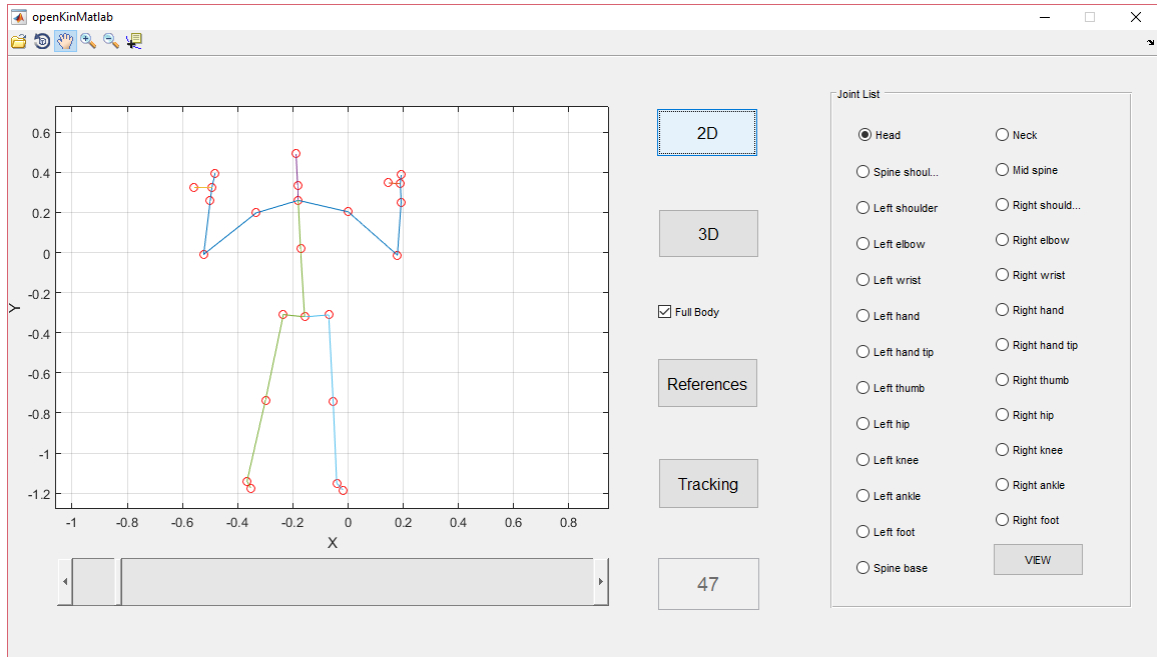 openKinMatlab
0.6
0.4
0.2
0
-0.2
-0.4
-0.6
-0.8
-1
-1.2
Y
-1 -0.8 -0.6 -0.4 -0.2 0 0.2 0.4 0.6 0.8
X
2D
3D
Full Body
References
Tracking
47
Joint List
Head
Spine shoul...
Left shoulder
Left elbow
Left wrist
Left hand
Left hand tip
Left thumb
Left hip
Left knee
Left ankle
Left foot
Spine base
Neck
Mid spine
Right should...
Right elbow
Right wrist
Right hand
Right hand tip
Right thumb
Right hip
Right knee
Right ankle
Right foot
VIEW